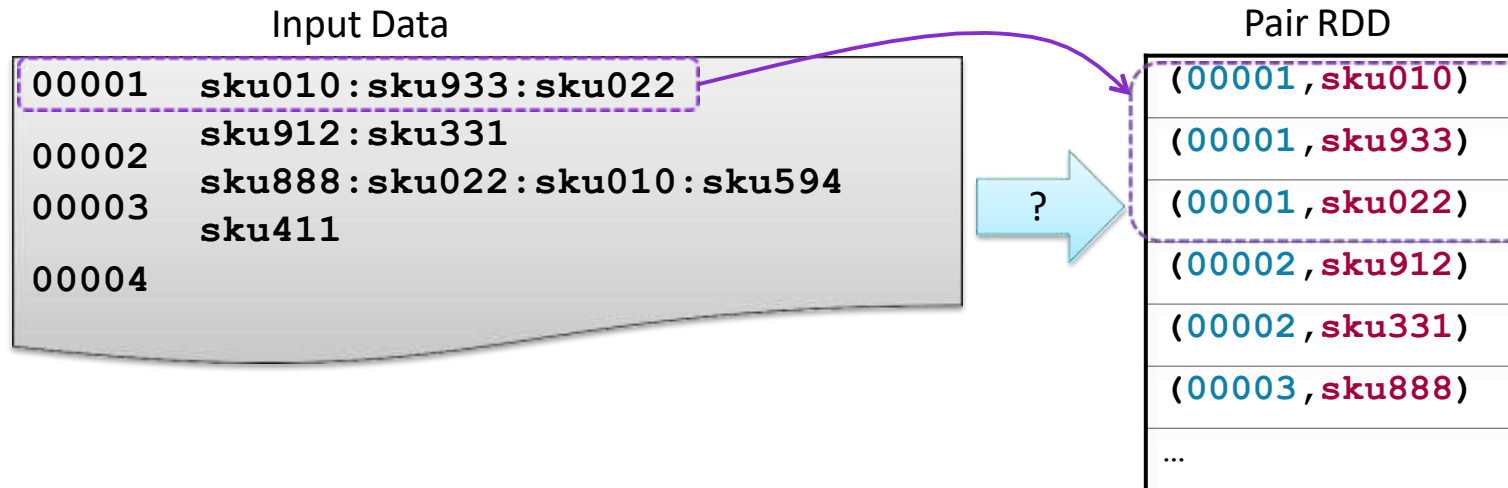 Input Data
00001 sku010:sku933:sku022
00002 sku912:sku331
00003 sku888:sku022:sku010:sku594
00004 sku411
?
Pair RDD
(00001,sku010)
(00001,sku933)
(00001,sku022)
(00002,sku912)
(00002,sku331)
(00003,sku888)
…